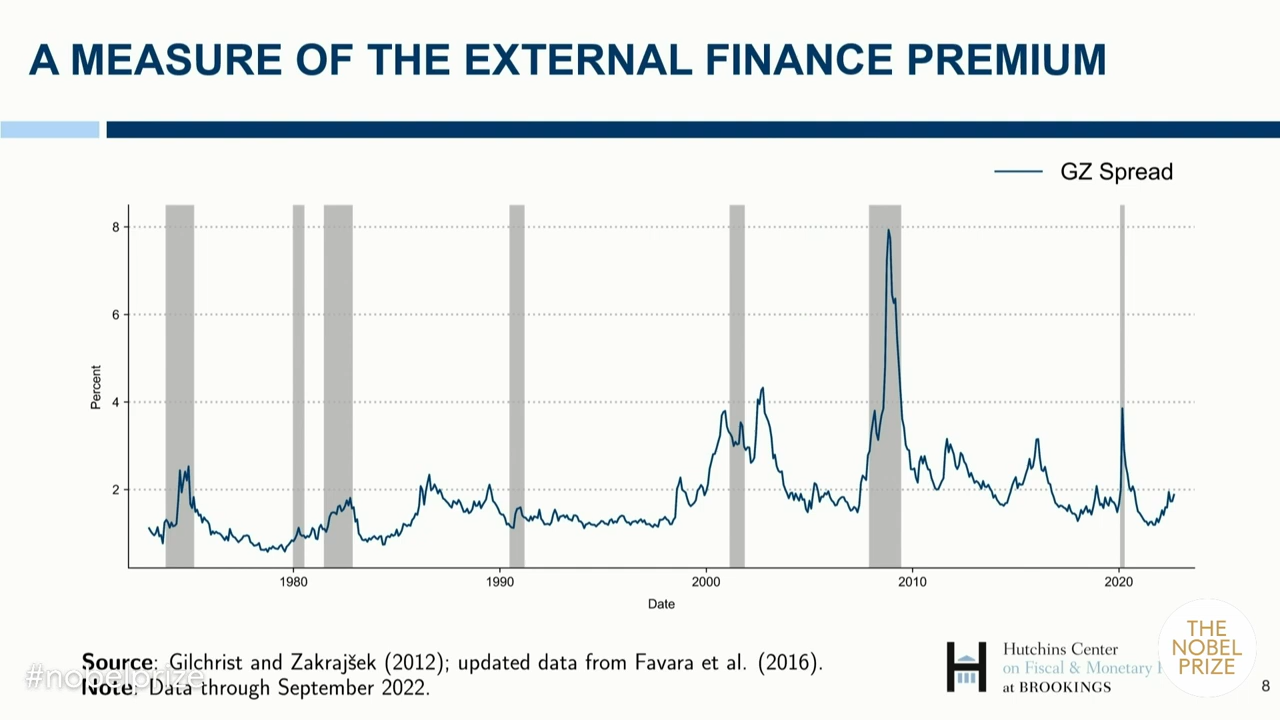 A MEASURE OF THE EXTERNAL FINANCE PREMIUM
GZ Spread
8
6
4
2
Percent
1980 1990 2000 2010 2020
Date
Source: Gilchrist and Zakrajšek (2012); updated data from Favara et al. (2016).
Note: Data through September 2022.
#nobelprize
Hutchins Center
on Fiscal & Monetary
at BROOKINGS
THE
NOBEL
PRIZE
8